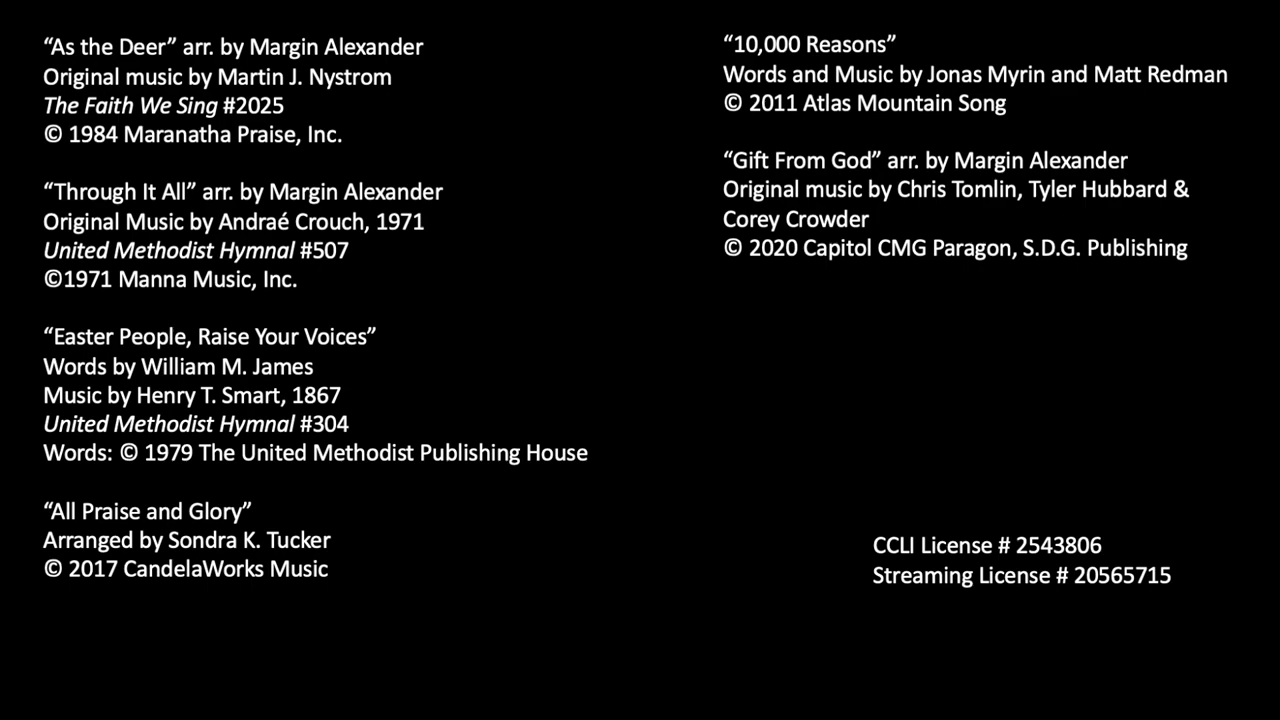 “As the Deer” arr. by Margin Alexander
Original music by Martin J. Nystrom
The Faith We Sing #2025
© 1984 Maranatha Praise, Inc.
“Through It All” arr. by Margin Alexander
Original Music by Andraé Crouch, 1971
United Methodist Hymnal #507
©1971 Manna Music, Inc.
“Easter People, Raise Your Voices”
Words by William M. James
Music by Henry T. Smart, 1867
United Methodist Hymnal #304
Words: © 1979 The United Methodist Publishing House
“All Praise and Glory”
Arranged by Sondra K. Tucker
© 2017 CandelaWorks Music
“10,000 Reasons”
Words and Music by Jonas Myrin and Matt Redman
© 2011 Atlas Mountain Song
“Gift From God” arr. by Margin Alexander
Original music by Chris Tomlin, Tyler Hubbard &
Corey Crowder
© 2020 Capitol CMG Paragon, S.D.G. Publishing
CCLI License # 2543806
Streaming License # 20565715